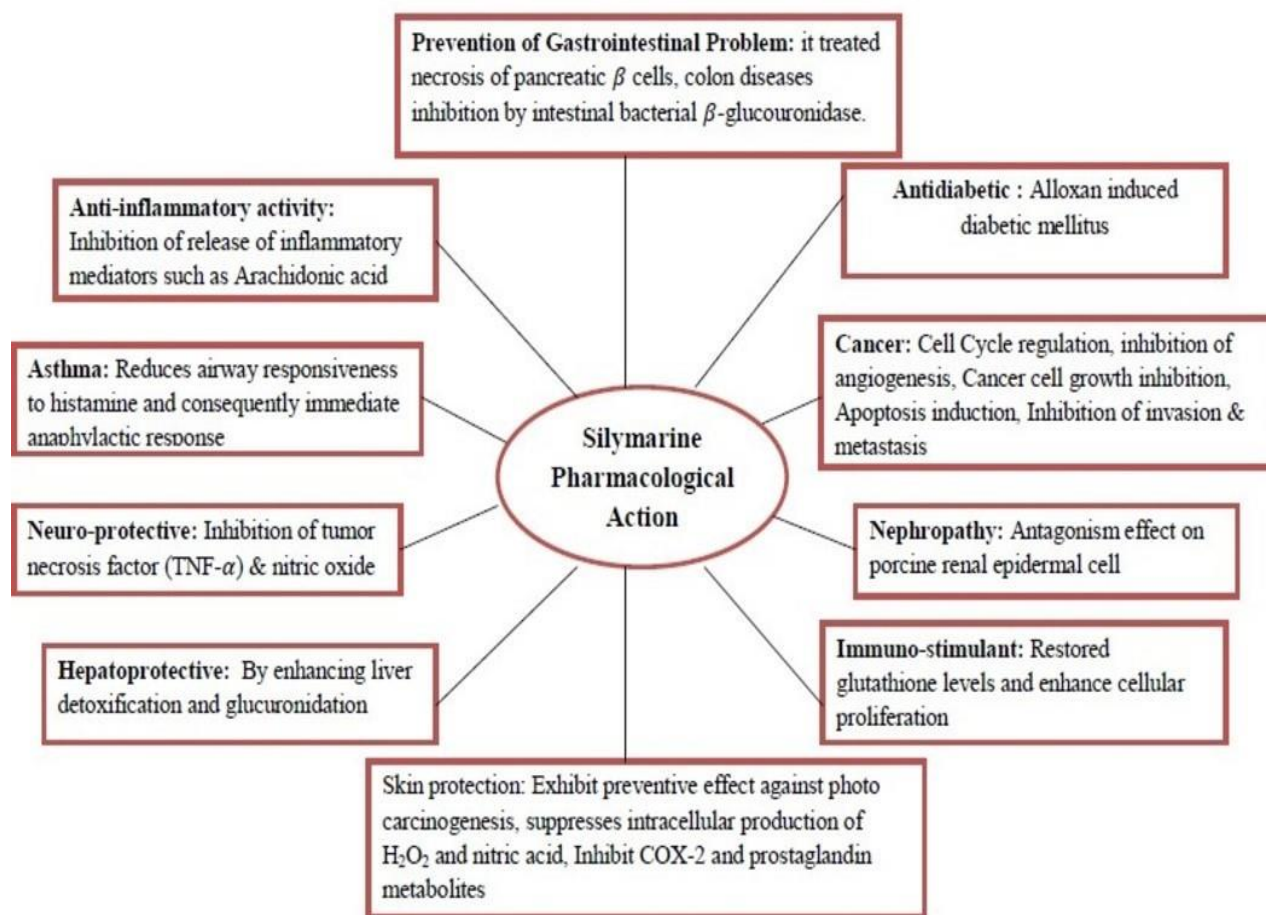 Prevention of Gastrointestinal Problem: it treated
necrosis of pancreatic β cells, colon diseases
inhibition by intestinal bacterial β-glucouronidase.
Anti-inflammatory activity:
Inhibition of release of inflammatory
mediators such as Arachidonic acid
Antidiabetic : Alloxan induced
diabetic mellitus
Asthma: Reduces airway responsiveness
to histamine and consequently immediate
anaphylactic response
Cancer: Cell Cycle regulation, inhibition of
angiogenesis, Cancer cell growth inhibition,
Apoptosis induction, Inhibition of invasion &
metastasis
Silymarine
Pharmacological
Action
Neuro-protective: Inhibition of tumor
necrosis factor (TNF-α) & nitric oxide
Nephropathy: Antagonism effect on
porcine renal epidermal cell
Hepatoprotective: By enhancing liver
detoxification and glucuronidation
Immuno-stimulant: Restored
glutathione levels and enhance cellular
proliferation
Skin protection: Exhibit preventive effect against photo
carcinogenesis, suppresses intracellular production of
H₂O₂ and nitric acid, Inhibit COX-2 and prostaglandin
metabolites